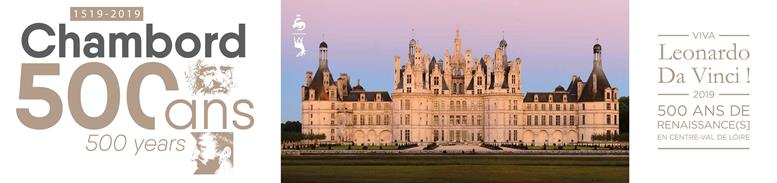 1519-2019
Chambord
500 ans
500 years
VIVA
Leonardo
Da Vinci !
2019
500 ANS DE
RENAISSANCE[S]
EN CENTRE-VAL DE LOIRE